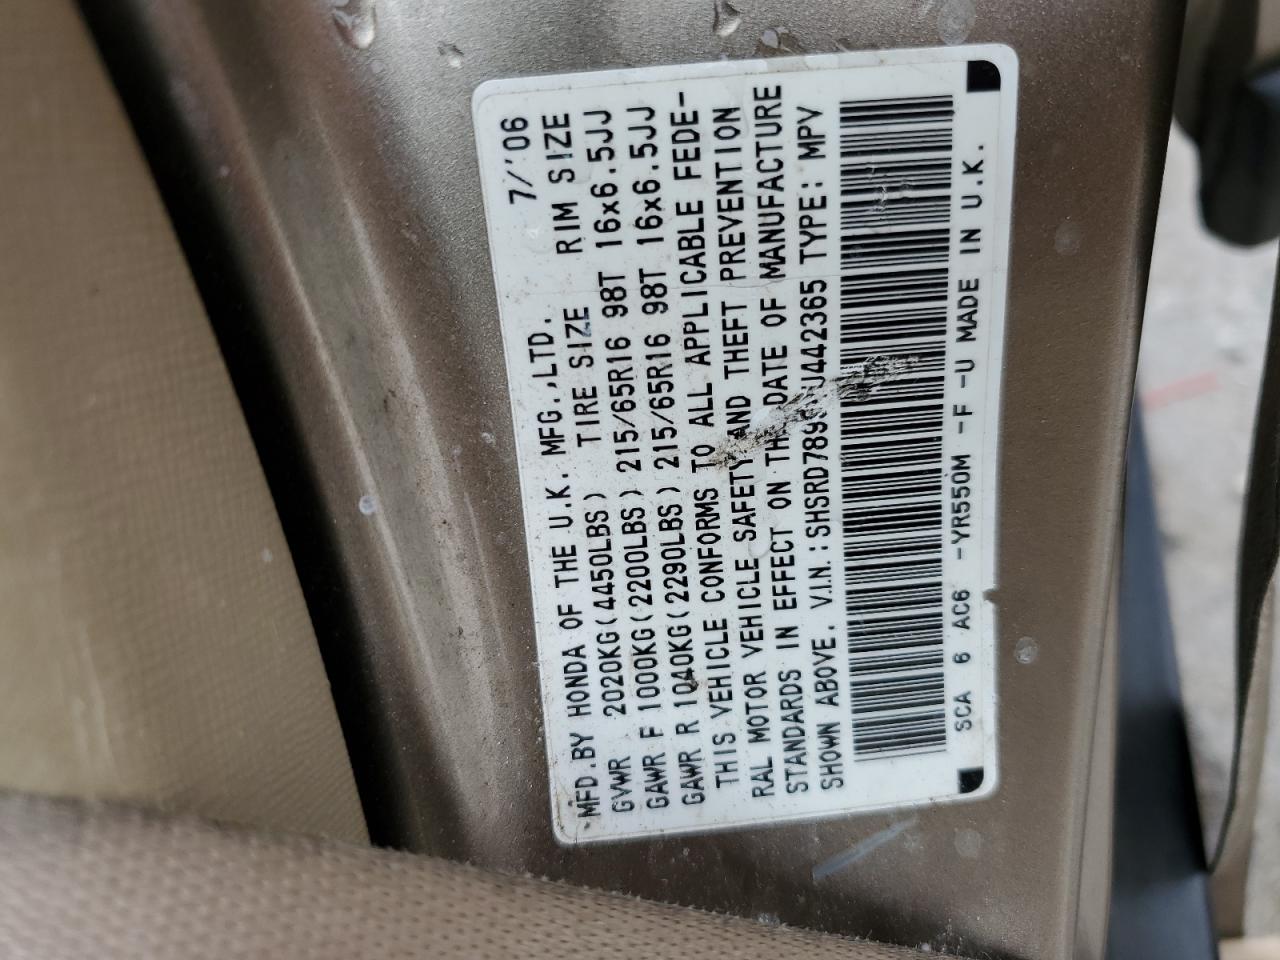 MFD.BY HONDA OF THE U.K. MFG.,LTD. 7/'06
GVWR 2020KG(4450LBS) TIRE SIZE RIM SIZE
GAWR F 1000KG(2200LBS) 215/65R16 98T 16x6.5JJ
GAWR R 1040KG(2290LBS) 215/65R16 98T 16x6.5JJ
THIS VEHICLE CONFORMS TO ALL APPLICABLE FEDE-
RAL MOTOR VEHICLE SAFETY AND THEFT PREVENTION
STANDARDS IN EFFECT ON THE DATE OF MANUFACTURE
SHOWN ABOVE. V.I.N.: TYPE: MPV
SCA 6 AC6 -YR550M -F -U MADE IN U.K.